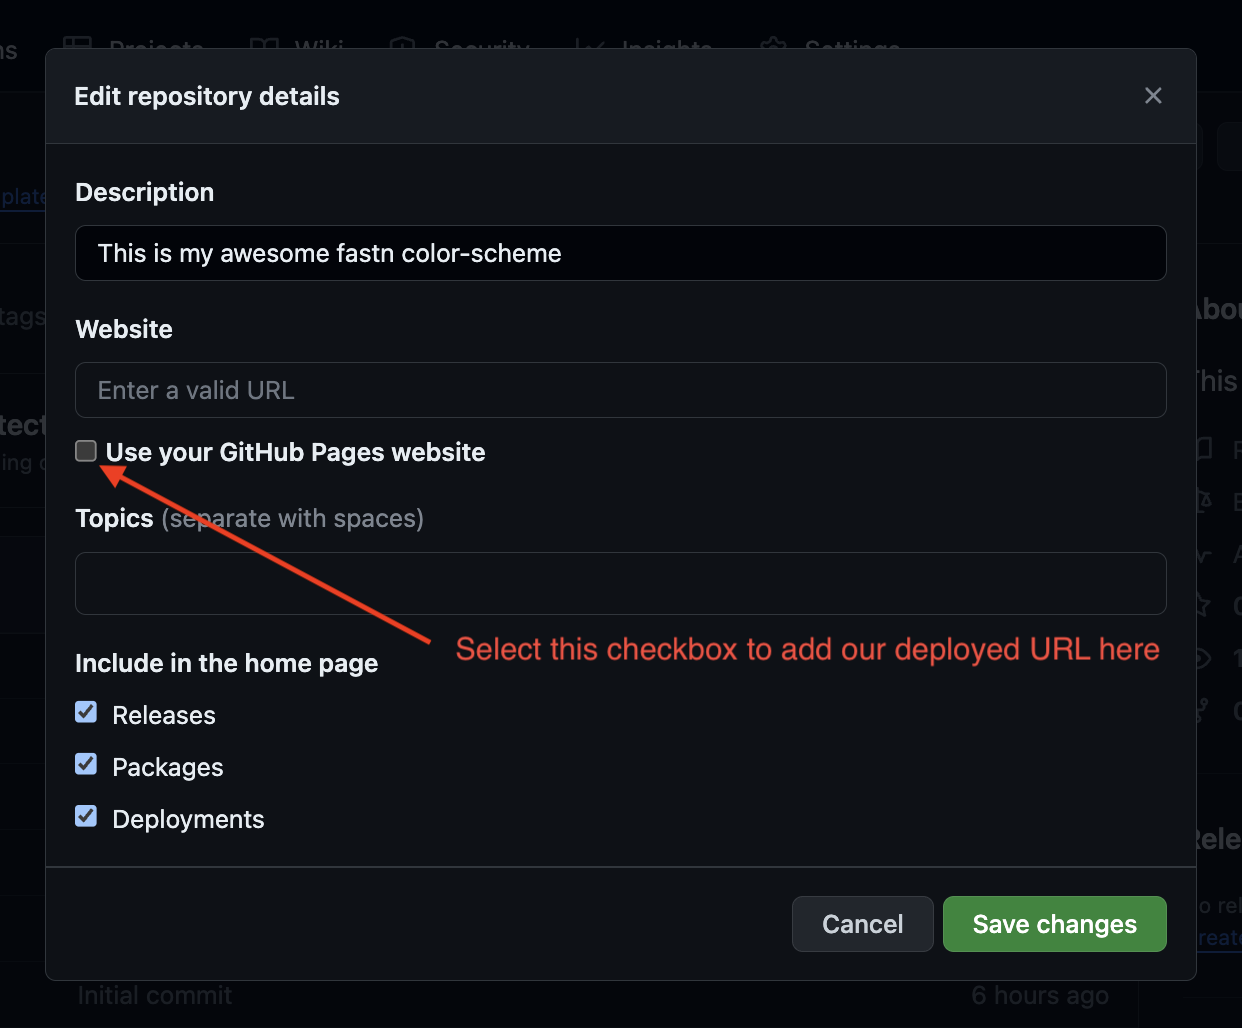 Projects Wiki Security Insights Settings
Edit repository details
Description
This is my awesome fastn color-scheme
Website
Enter a valid URL
Use your GitHub Pages website
Topics (separate with spaces)
Select this checkbox to add our deployed URL here
Include in the home page
Releases
Packages
Deployments
Cancel Save changes
Initial commit 6 hours ago